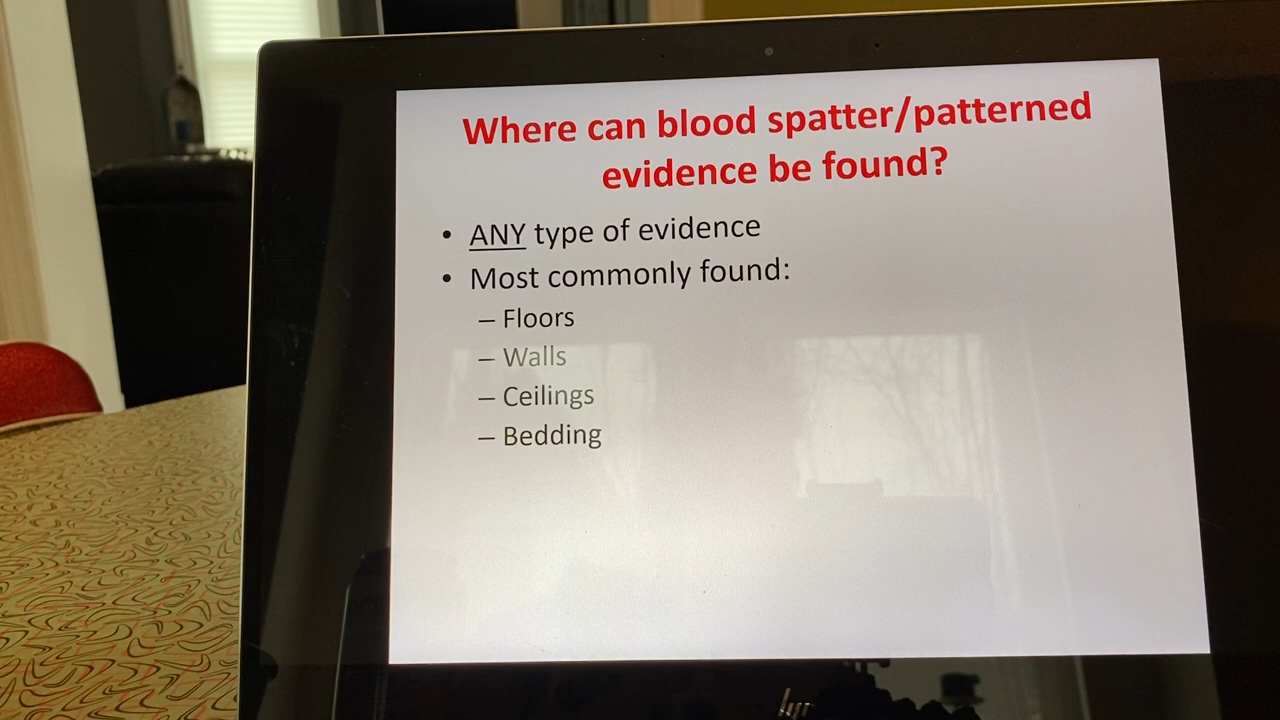 Where can blood spatter/patterned
evidence be found?
• ANY type of evidence
• Most commonly found:
– Floors
– Walls
– Ceilings
– Bedding
hp